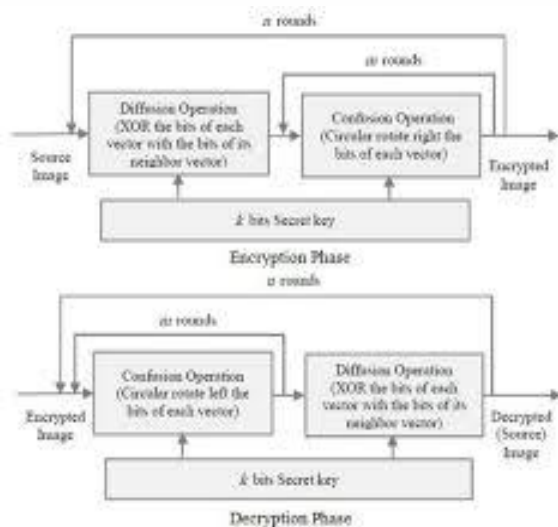 n rounds
m rounds
Diffusion Operation
(XOR the bits of each
vector with the bits of its
neighbor vector)
Confusion Operation
(Circular rotate right the
bits of each vector)
Source
Image
Encrypted
Image
k bits Secret key
Encryption Phase
n rounds
m rounds
Confusion Operation
(Circular rotate left the
bits of each vector)
Diffusion Operation
(XOR the bits of each
vector with the bits of its
neighbor vector)
Encrypted
Image
Decrypted
(Source)
Image
k bits Secret key
Decryption Phase